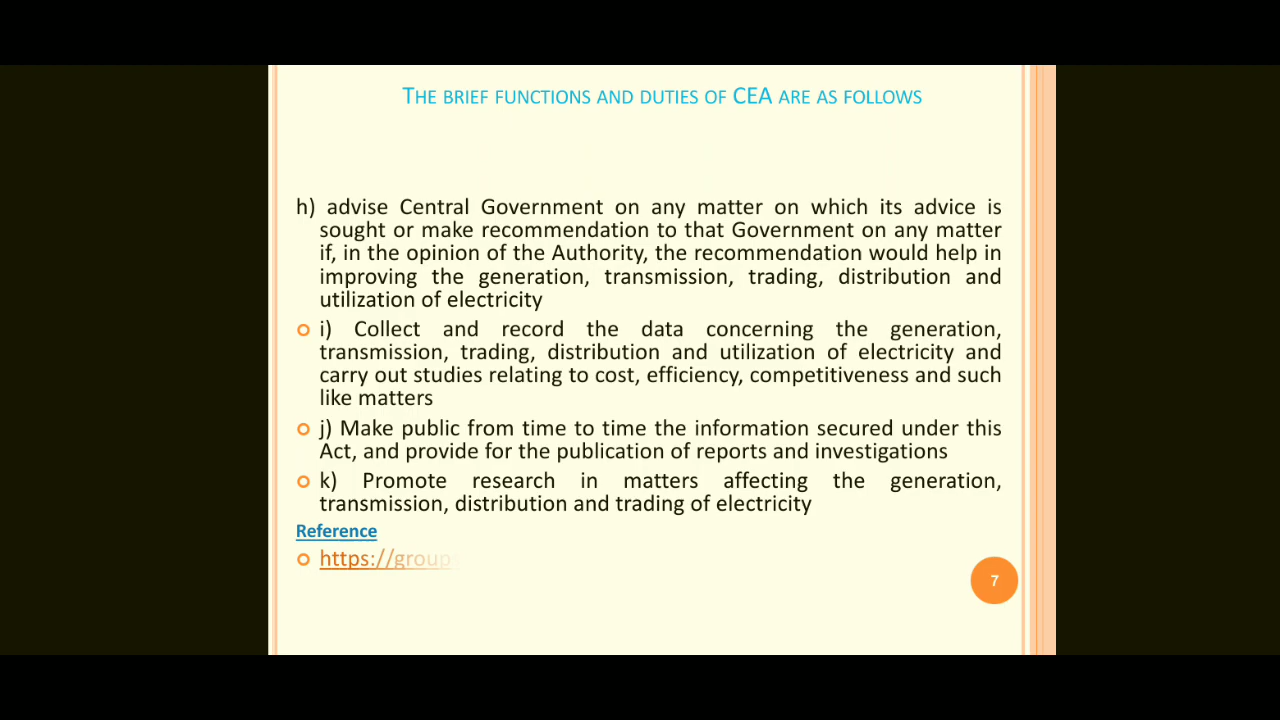 THE BRIEF FUNCTIONS AND DUTIES OF CEA ARE AS FOLLOWS
h) advise Central Government on any matter on which its advice is
sought or make recommendation to that Government on any matter
if, in the opinion of the Authority, the recommendation would help in
improving the generation, transmission, trading, distribution and
utilization of electricity
i) Collect and record the data concerning the generation,
transmission, trading, distribution and utilization of electricity and
carry out studies relating to cost, efficiency, competitiveness and such
like matters
j) Make public from time to time the information secured under this
Act, and provide for the publication of reports and investigations
k) Promote research in matters affecting the generation,
transmission, distribution and trading of electricity
Reference
https://group
7